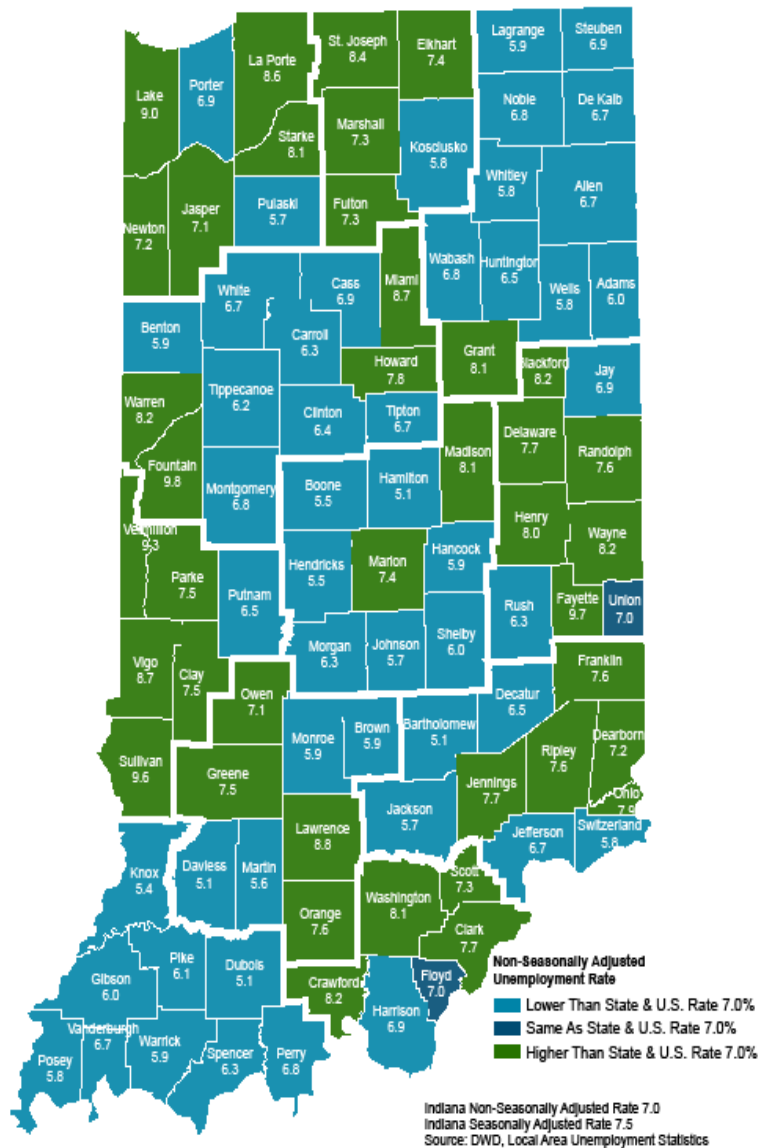 Lagrange
5.9
Steuben
6.9
St. Joseph
8.4
Elkhart
7.4
La Porte
8.6
Lake
9.0
Porter
6.9
Noble
6.8
De Kalb
6.7
Starke
8.1
Marshall
7.3
Kosciusko
5.8
Whitley
5.8
Allen
6.7
Newton
7.2
Jasper
7.1
Pulaski
5.7
Fulton
7.3
White
6.7
Cass
6.9
Miami
8.7
Wabash
6.8
Huntington
6.5
Wells
5.8
Adams
6.0
Benton
5.9
Carroll
6.3
Howard
7.8
Grant
8.1
Blackford
8.2
Jay
6.9
Warren
8.2
Tippecanoe
6.2
Clinton
6.4
Tipton
6.7
Madison
8.1
Delaware
7.7
Randolph
7.6
Fountain
9.8
Montgomery
6.8
Boone
5.5
Hamilton
5.1
Henry
8.0
Wayne
8.2
Vermillion
9.3
Parke
7.5
Putnam
6.5
Hendricks
5.5
Marion
7.4
Hancock
5.9
Rush
6.3
Fayette
9.7
Union
7.0
Vigo
8.7
Clay
7.5
Owen
7.1
Morgan
6.3
Johnson
5.7
Shelby
6.0
Decatur
6.5
Franklin
7.6
Sullivan
9.6
Greene
7.5
Monroe
5.9
Brown
5.9
Bartholomew
5.1
Jennings
7.7
Ripley
7.6
Dearborn
7.2
Ohio
7.9
Knox
5.4
Daviess
5.1
Martin
5.6
Lawrence
8.8
Jackson
5.7
Jefferson
6.7
Switzerland
5.8
Orange
7.6
Washington
8.1
Scott
7.3
Clark
7.7
Gibson
6.0
Pike
6.1
Dubois
5.1
Crawford
8.2
Harrison
6.9
Floyd
7.0
Posey
5.8
Vanderburgh
6.7
Warrick
5.9
Spencer
6.3
Perry
6.8
Non-Seasonally Adjusted
Unemployment Rate
Lower Than State & U.S. Rate 7.0%
Same As State & U.S. Rate 7.0%
Higher Than State & U.S. Rate 7.0%
Indiana Non-Seasonally Adjusted Rate 7.0
Indiana Seasonally Adjusted Rate 7.5
Source: DWD, Local Area Unemployment Statistics